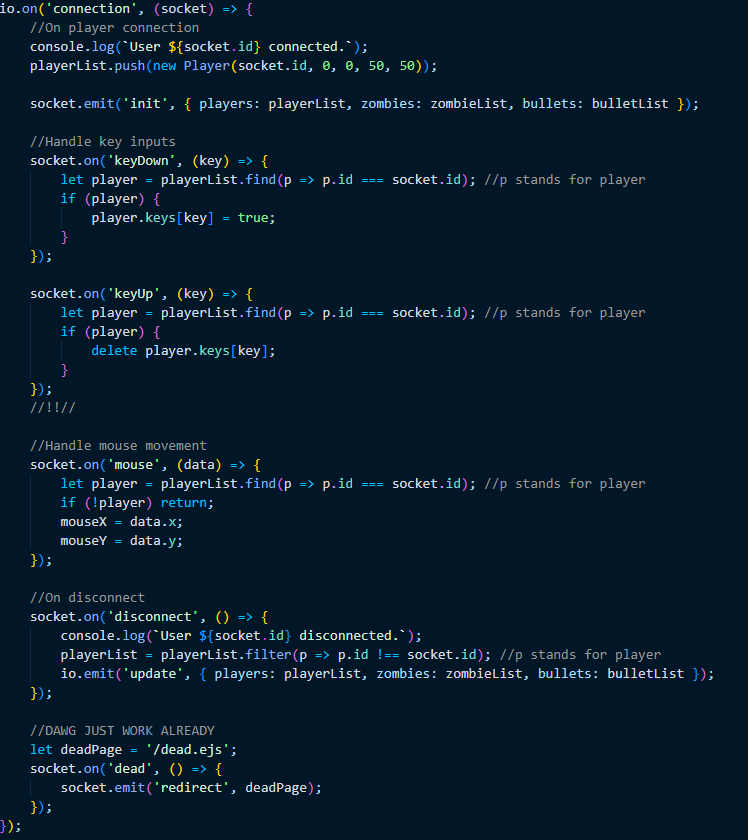 io.on('connection', (socket) => {
    //On player connection
    console.log(`User ${socket.id} connected.`);
    playerList.push(new Player(socket.id, 0, 0, 50, 50));

    socket.emit('init', { players: playerList, zombies: zombieList, bullets: bulletList });

    //Handle key inputs
    socket.on('keyDown', (key) => {
        let player = playerList.find(p => p.id === socket.id); //p stands for player
        if (player) {
            player.keys[key] = true;
        }
    });

    socket.on('keyUp', (key) => {
        let player = playerList.find(p => p.id === socket.id); //p stands for player
        if (player) {
            delete player.keys[key];
        }
    });
    //!!//

    //Handle mouse movement
    socket.on('mouse', (data) => {
        let player = playerList.find(p => p.id === socket.id); //p stands for player
        if (!player) return;
        mouseX = data.x;
        mouseY = data.y;
    });

    //On disconnect
    socket.on('disconnect', () => {
        console.log(`User ${socket.id} disconnected.`);
        playerList = playerList.filter(p => p.id !== socket.id); //p stands for player
        io.emit('update', { players: playerList, zombies: zombieList, bullets: bulletList });
    });

    //DAWG JUST WORK ALREADY
    let deadPage = '/dead.ejs';
    socket.on('dead', () => {
        socket.emit('redirect', deadPage);
    });
});